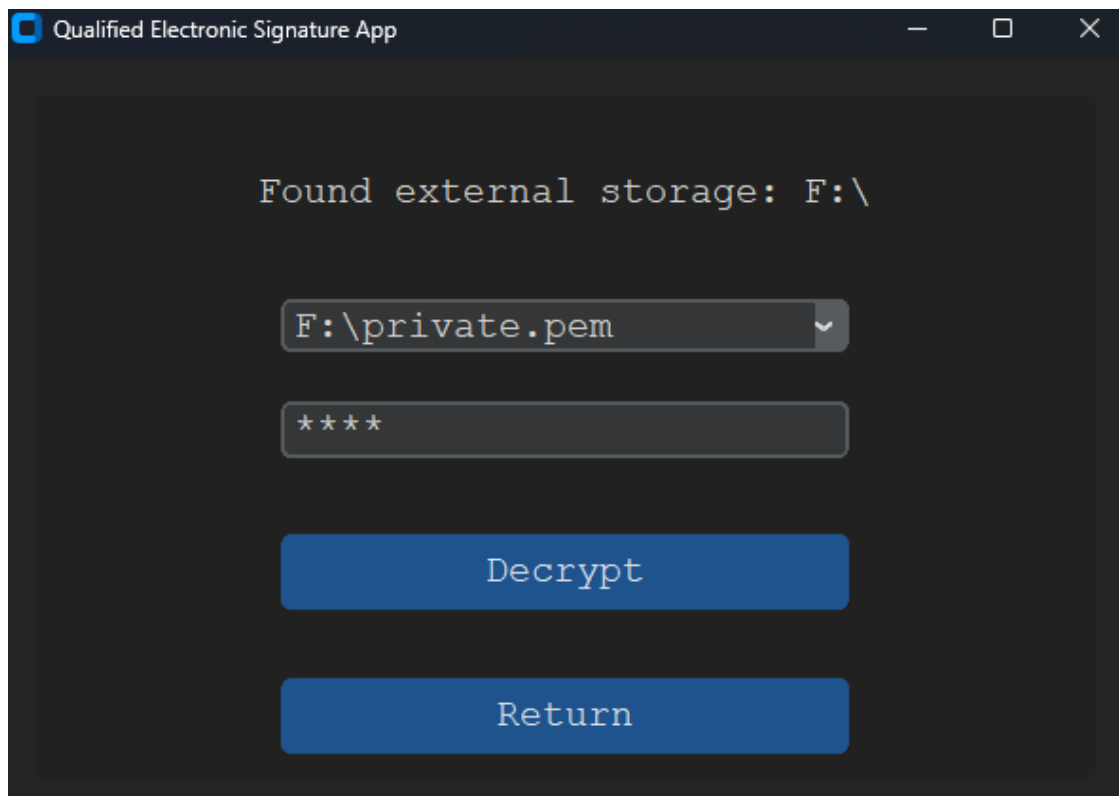 Qualified Electronic Signature App
Found external storage: F:\
F:\private.pem
****
Decrypt
Return